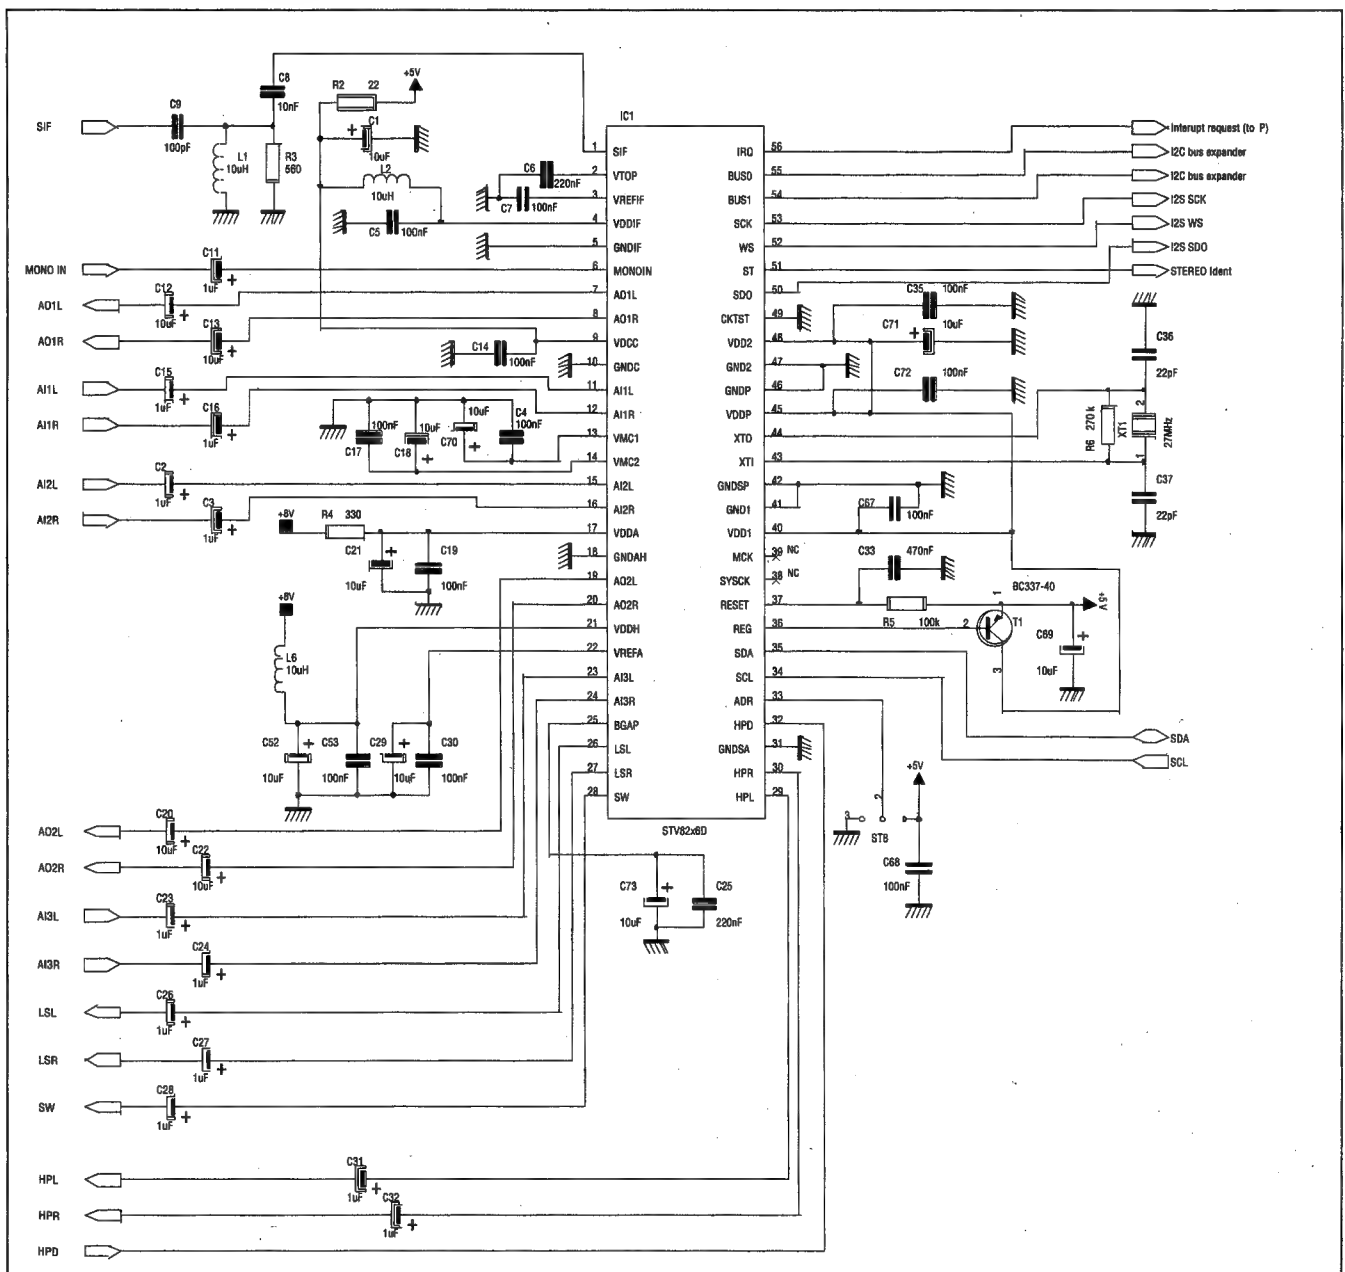 C8
10nF
C9
100pF
SIF
L1
10uH
R3
560
R2 22
+5V
+
C1
10uF
L2
10uH
C6
220nF
C7 100nF
C5 100nF
MONO IN
C11
1uF +
AO1L
C12
10uF +
AO1R
C13
10uF +
C14
100nF
AI1L
C15
1uF +
AI1R
C16
1uF +
100nF
C17
10uF
C18 +
10uF
C70 +
C4
100nF
AI2L
C2
1uF +
AI2R
C3
1uF +
+8V
R4 330
C21 +
10uF
C19
100nF
+8V
L6
10uH
C52 +
10uF
C53
100nF
C29 +
10uF
C30
100nF
AO2L
C20
10uF +
AO2R
C22
10uF +
AI3L
C23
1uF +
AI3R
C24
1uF +
LSL
C26
1uF +
LSR
C27
1uF +
SW
C28
1uF +
HPL
C31
1uF +
HPR
C32
1uF +
HPD
IC1
1 SIF IRQ 56
2 VTOP BUS0 55
3 VREFIF BUS1 54
4 VDDIF SCK 53
5 GNDIF WS 52
6 MONOIN ST 51
7 AO1L SDO 50
8 AO1R CKTST 49
9 VDCC VDD2 48
10 GNDC GND2 47
11 AI1L GNDP 46
12 AI1R VDDP 45
13 VMC1 XTO 44
14 VMC2 XTI 43
15 AI2L GNDSP 42
16 AI2R GND1 41
17 VDDA VDD1 40
18 GNDAH MCK 39 NC
19 AO2L SYSCK 38 NC
20 AO2R RESET 37
21 VDDH REG 36
22 VREFA SDA 35
23 AI3L SCL 34
24 AI3R ADR 33
25 BGAP HPD 32
26 LSL GNDSA 31
27 LSR HPR 30
28 SW HPL 29
STV82x6D
C73 +
10uF
C25
220nF
Interupt request (to P)
I2C bus expander
I2C bus expander
I2S SCK
I2S WS
I2S SDO
STEREO Ident
C35 100nF
C71 10uF
+
C72 100nF
C36
22pF
R6 270 k
XT1
27MHz
2
1
C37
22pF
C67
100nF
C33 470nF
R5 100k
BC337-40
1
2
3
T1
+5V
C69 +
10uF
SDA
SCL
+5V
3
2
ST8
C68
100nF